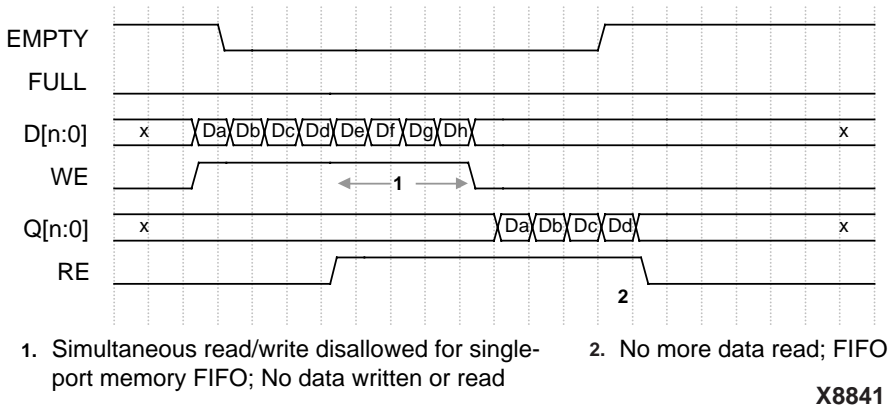 EMPTY
FULL
D[n:0] x Da Db Dc Dd De Df Dg Dh x
WE
1
Q[n:0] x Da Db Dc Dd x
RE
2
1. Simultaneous read/write disallowed for single-
port memory FIFO; No data written or read
2. No more data read; FIFO
X8841